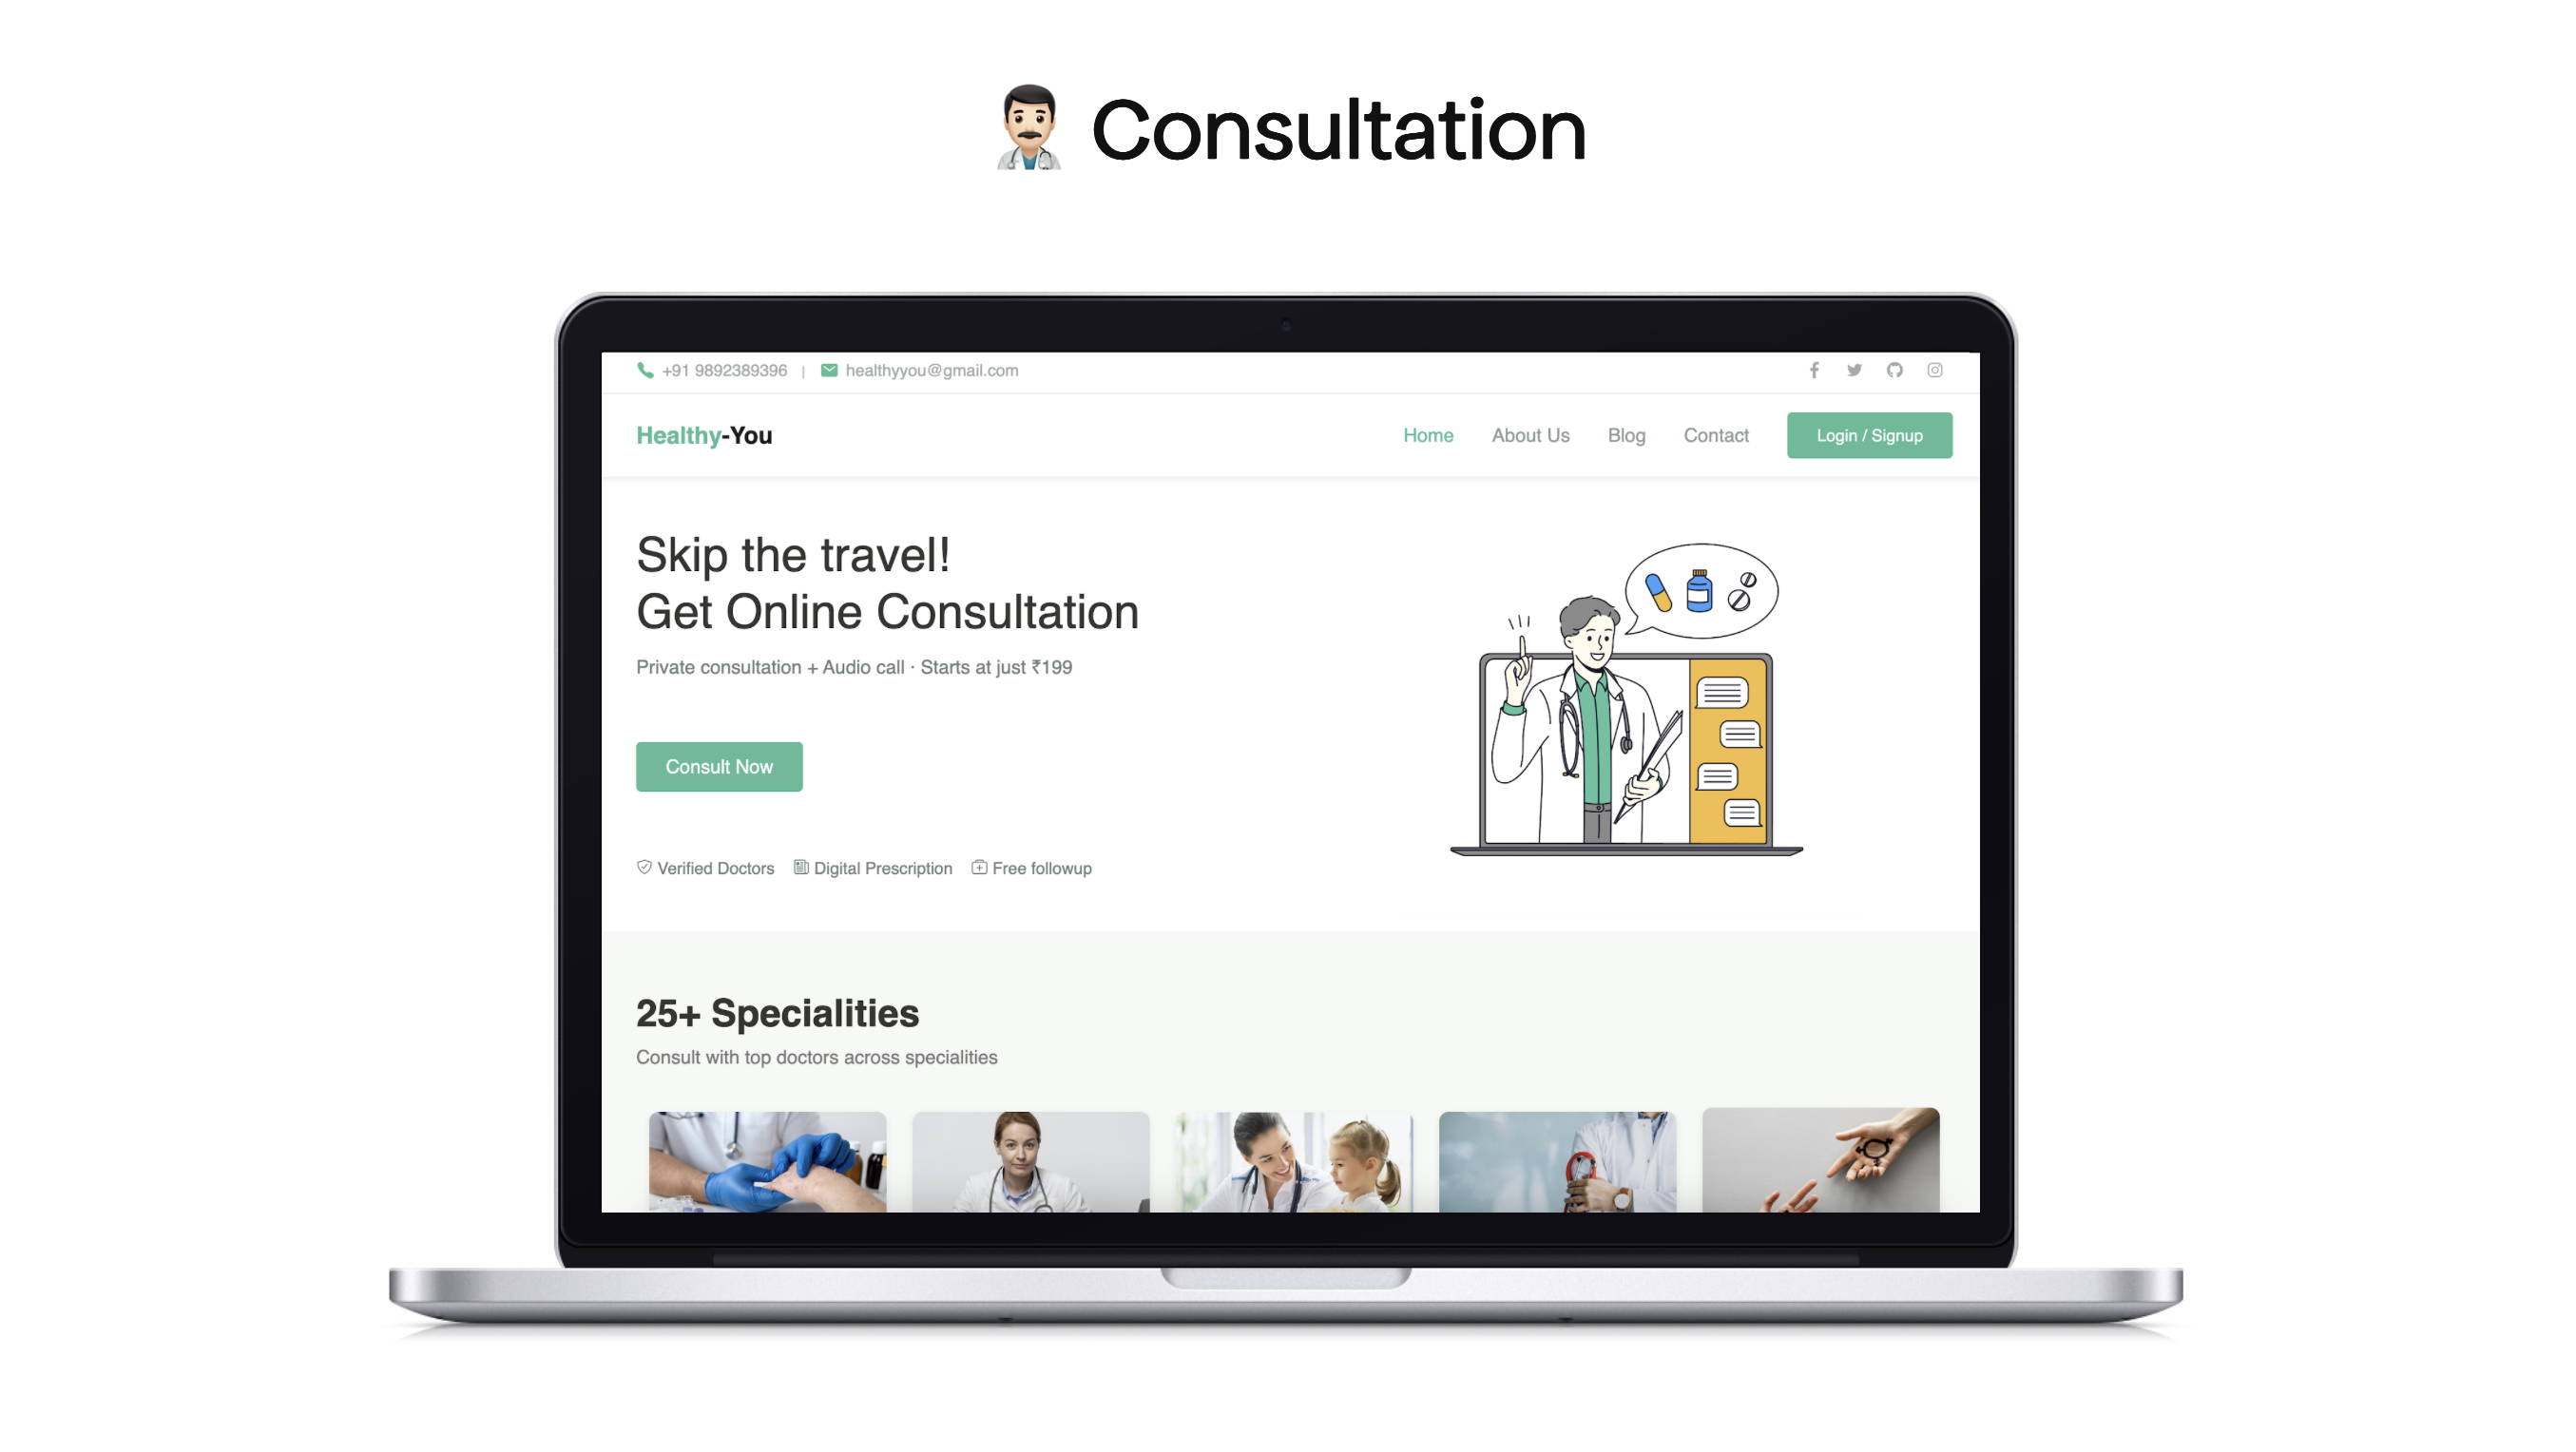 Consultation
+91 9892389396 | healthyyou@gmail.com
Healthy-You
Home About Us Blog Contact Login / Signup
Skip the travel!
Get Online Consultation
Private consultation + Audio call · Starts at just ₹199
Consult Now
Verified Doctors Digital Prescription Free followup
25+ Specialities
Consult with top doctors across specialities